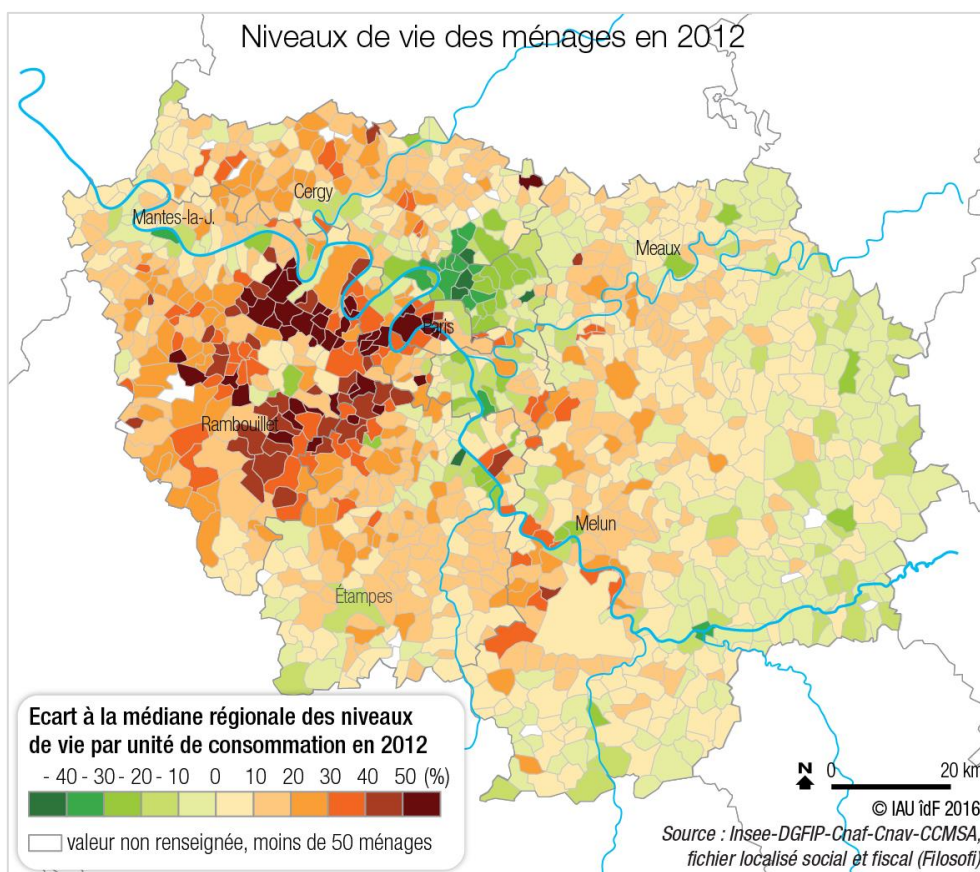 Niveaux de vie des ménages en 2012
Cergy
Mantes-la-J.
Meaux
Paris
Rambouillet
Melun
Étampes
Ecart à la médiane régionale des niveaux
de vie par unité de consommation en 2012
- 40 - 30 - 20 - 10 0 10 20 30 40 50 (%)
valeur non renseignée, moins de 50 ménages
N 0 20 km
© IAU îdF 2016
Source : Insee-DGFIP-Cnaf-Cnav-CCMSA,
fichier localisé social et fiscal (Filosofi)